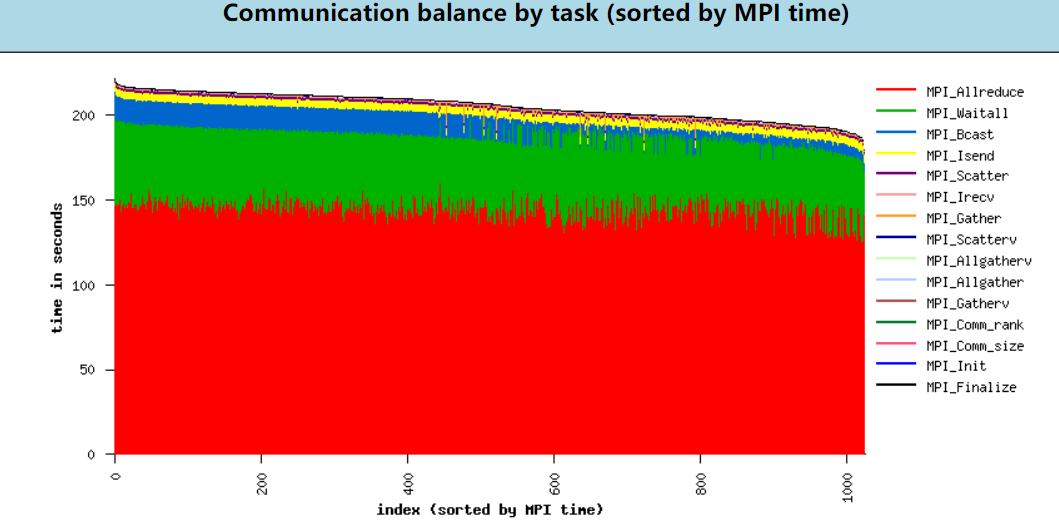 Communication balance by task (sorted by MPI time)
200
150
100
50
0
time in seconds
0
200
400
600
800
1000
index (sorted by MPI time)
MPI_Allreduce
MPI_Waitall
MPI_Bcast
MPI_Isend
MPI_Scatter
MPI_Irecv
MPI_Gather
MPI_Scatterv
MPI_Allgatherv
MPI_Allgather
MPI_Gatherv
MPI_Comm_rank
MPI_Comm_size
MPI_Init
MPI_Finalize